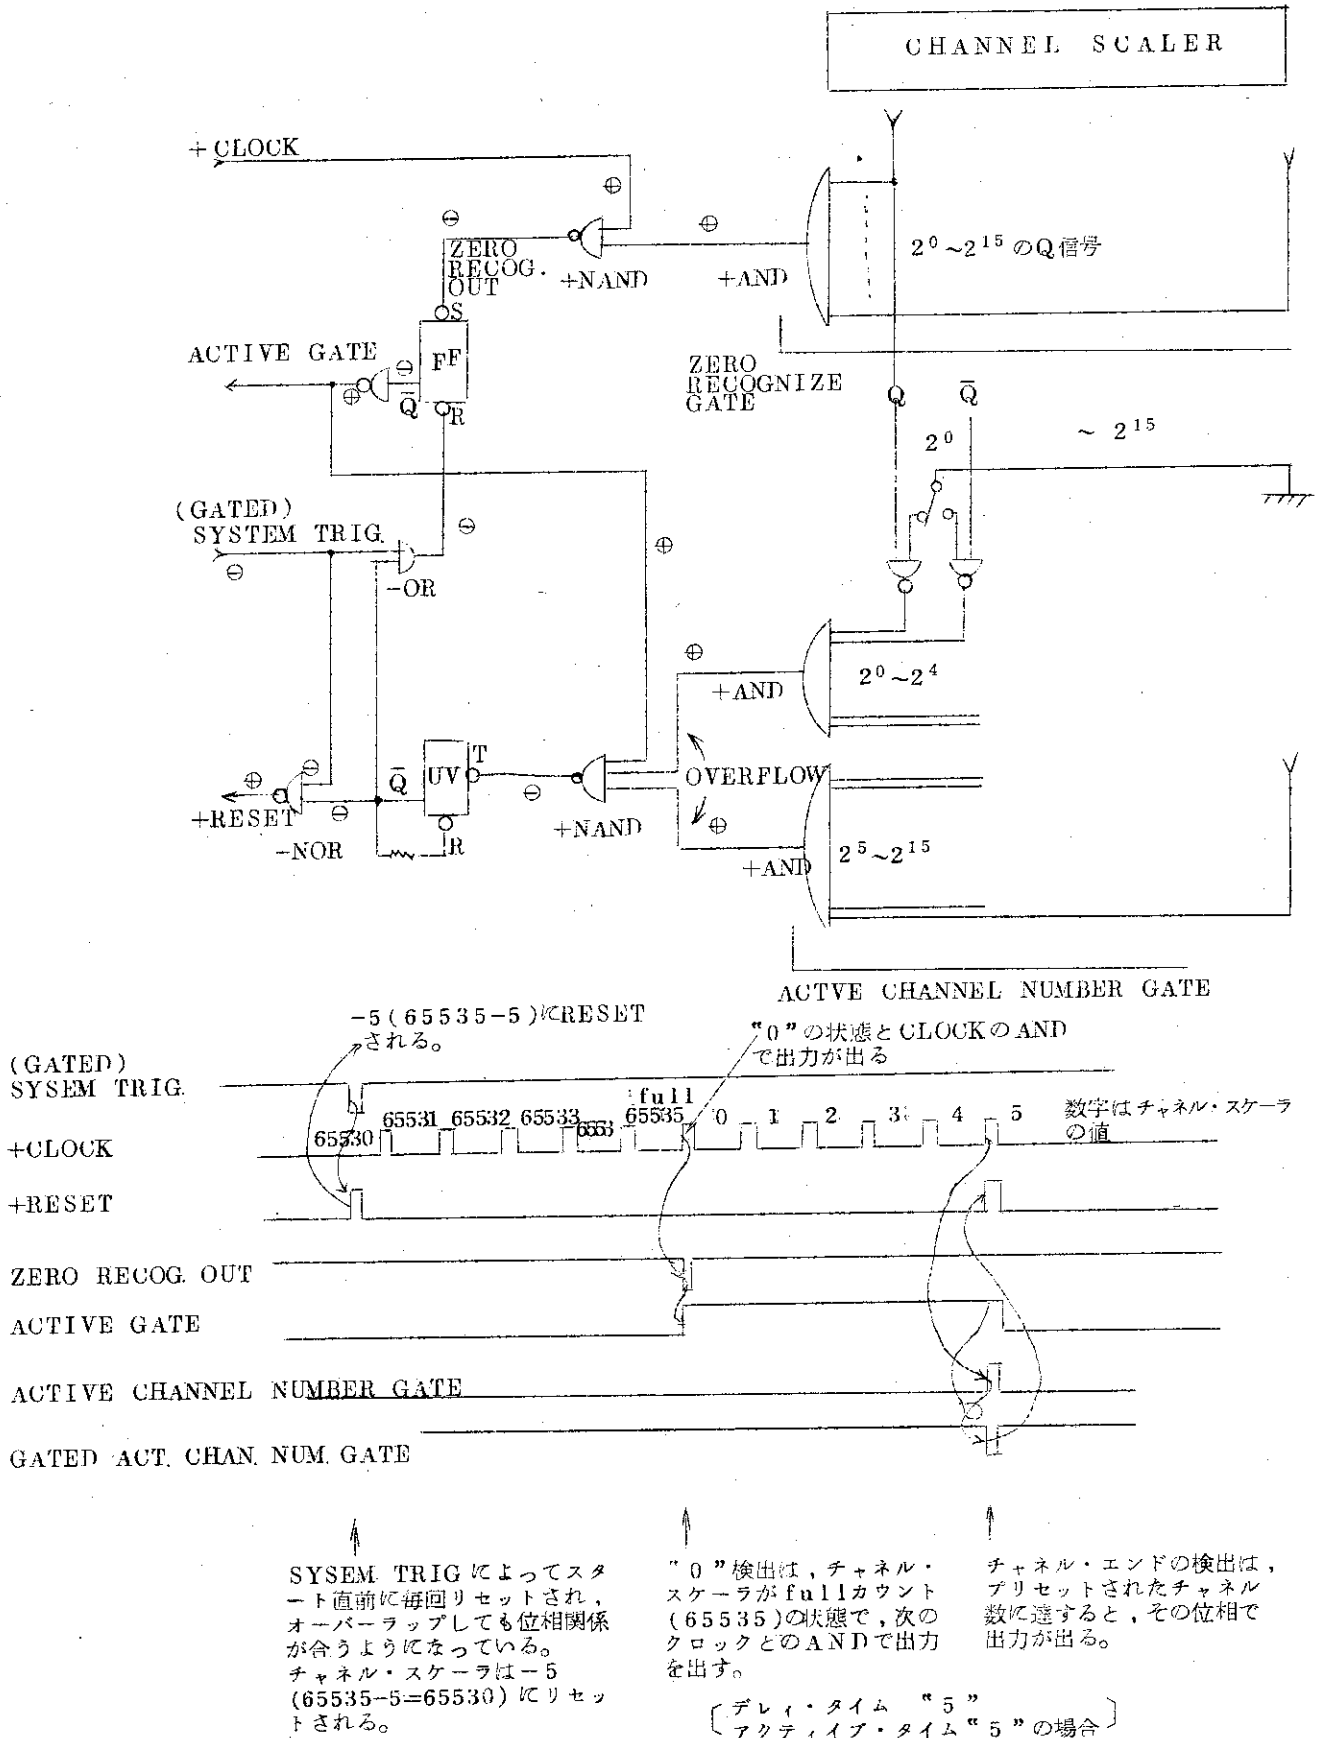 CHANNEL SCALER
+CLOCK
⊕
⊖
⊕
ZERO
RECOG.
OUT
+NAND
+AND
2⁰~2¹⁵のQ信号
S
ACTIVE GATE
FF
⊖
⊕
Q̅
R
ZERO
RECOGNIZE
GATE
Q
Q̅
2⁰
~ 2¹⁵
(GATED)
SYSTEM TRIG.
⊖
⊖
⊕
-OR
⊕
+AND
2⁰~2⁴
Q̅
UV
T
OVERFLOW
⊕
⊖
⊖
⊖
+RESET
+NAND
⊕
-NOR
R
+AND
2⁵~2¹⁵
ACTVE CHANNEL NUMBER GATE
-5(65535-5)にRESET
される。
"0"の状態とCLOCKのAND
で出力が出る
(GATED)
SYSEM TRIG.
full
65530 65531 65532 65533 65535 0 1 2 3 4 5
数字はチャネル・スケーラ
の値
+CLOCK
+RESET
ZERO RECOG. OUT
ACTIVE GATE
ACTIVE CHANNEL NUMBER GATE
GATED ACT. CHAN. NUM. GATE
SYSEM TRIGによってスタ
ート直前に毎回リセットされ,
オーバーラップしても位相関係
が合うようになっている。
チャネル・スケーラは-5
(65535-5=65530)にリセッ
トされる。
"0"検出は,チャネル・
スケーラがfullカウント
(65535)の状態で,次の
クロックとのANDで出力
を出す。
チャネル・エンドの検出は,
プリセットされたチャネル
数に達すると,その位相で
出力が出る。
デレィ・タイム "5"
アクティイブ・タイム"5"の場合